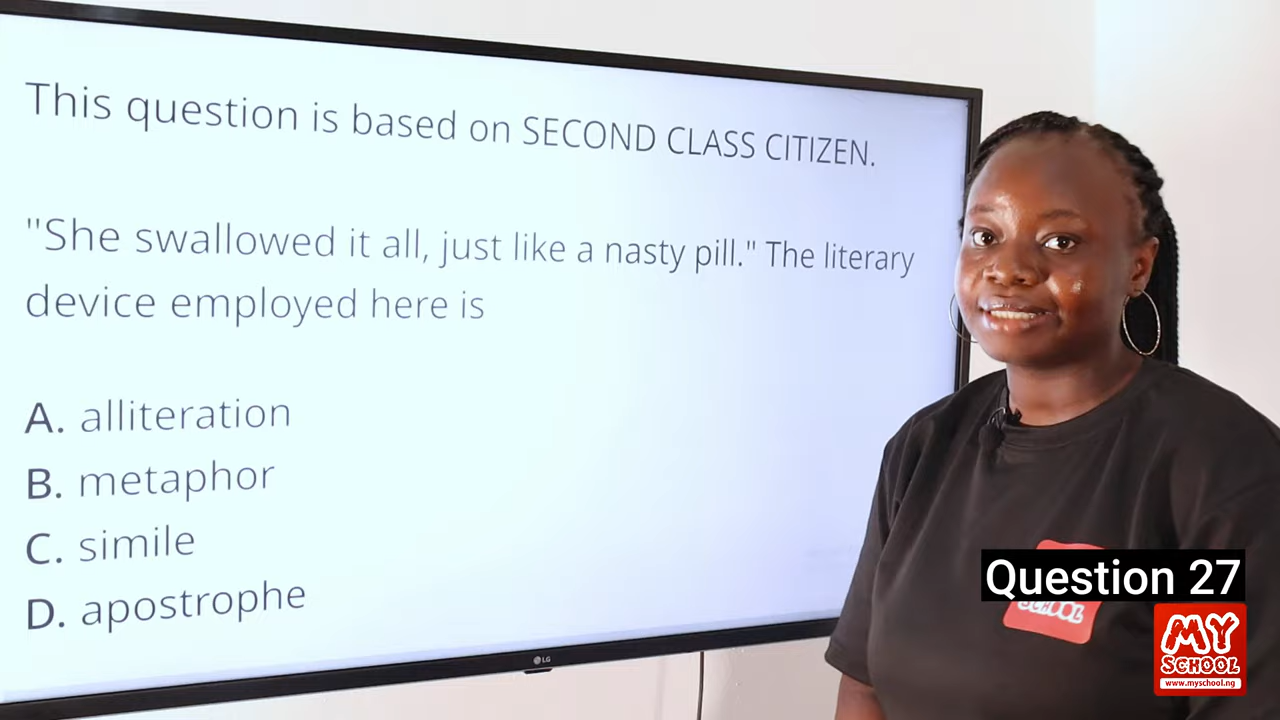 This question is based on SECOND CLASS CITIZEN.
"She swallowed it all, just like a nasty pill." The literary
device employed here is
A. alliteration
B. metaphor
C. simile
D. apostrophe
LG
Question 27
SCHOOL
MY
SCHOOL
www.myschool.ng